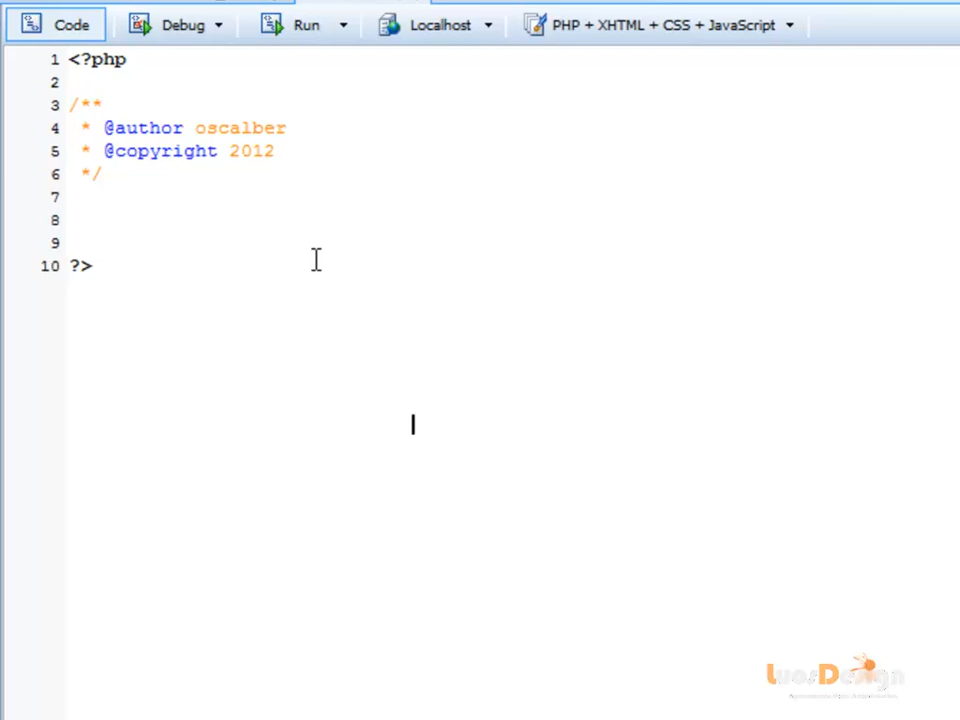 Code Debug Run Localhost PHP + XHTML + CSS + JavaScript
1 <?php
2
3 /**
4 * @author oscalber
5 * @copyright 2012
6 */
7
8
9
10 ?>
LuosDesign